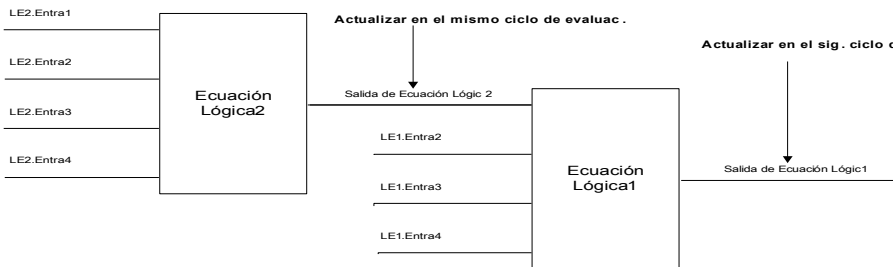 LE2.Entra1
LE2.Entra2
LE2.Entra3
LE2.Entra4
Ecuación
Lógica2
Actualizar en el mismo ciclo de evaluac.
Salida de Ecuación Lógic 2
LE1.Entra2
LE1.Entra3
LE1.Entra4
Ecuación
Lógica1
Actualizar en el sig. ciclo d
Salida de Ecuación Lógic1